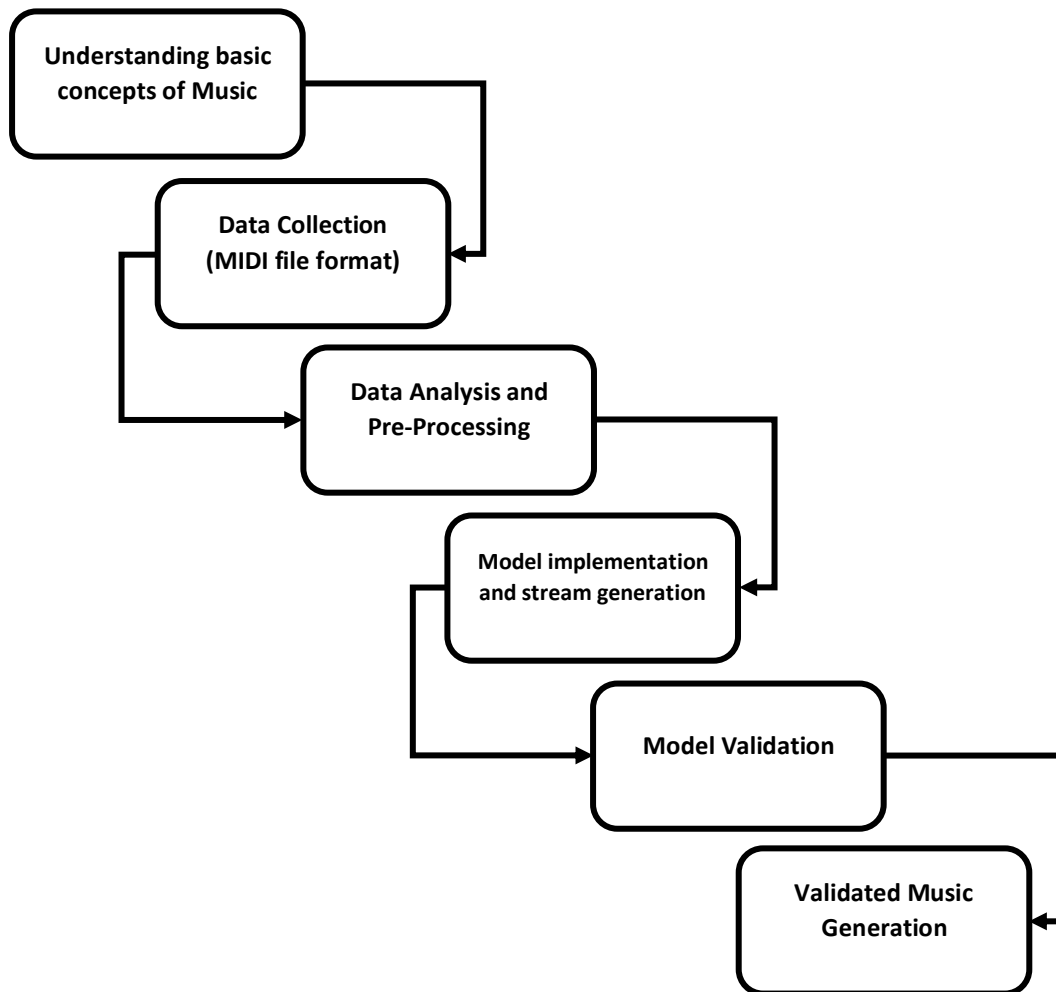 Understanding basic
concepts of Music
Data Collection
(MIDI file format)
Data Analysis and
Pre-Processing
Model implementation
and stream generation
Model Validation
Validated Music
Generation